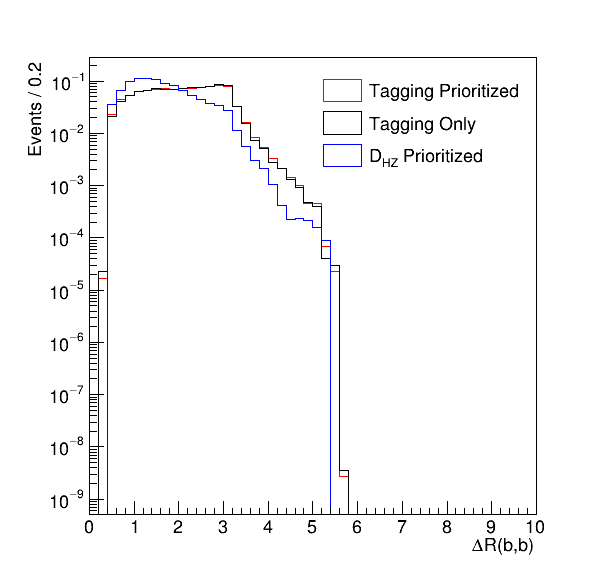 Events / 0.2
10⁻¹
10⁻²
10⁻³
10⁻⁴
10⁻⁵
10⁻⁶
10⁻⁷
10⁻⁸
10⁻⁹
Tagging Prioritized
Tagging Only
D_HZ Prioritized
0 1 2 3 4 5 6 7 8 9 10
ΔR(b,b)